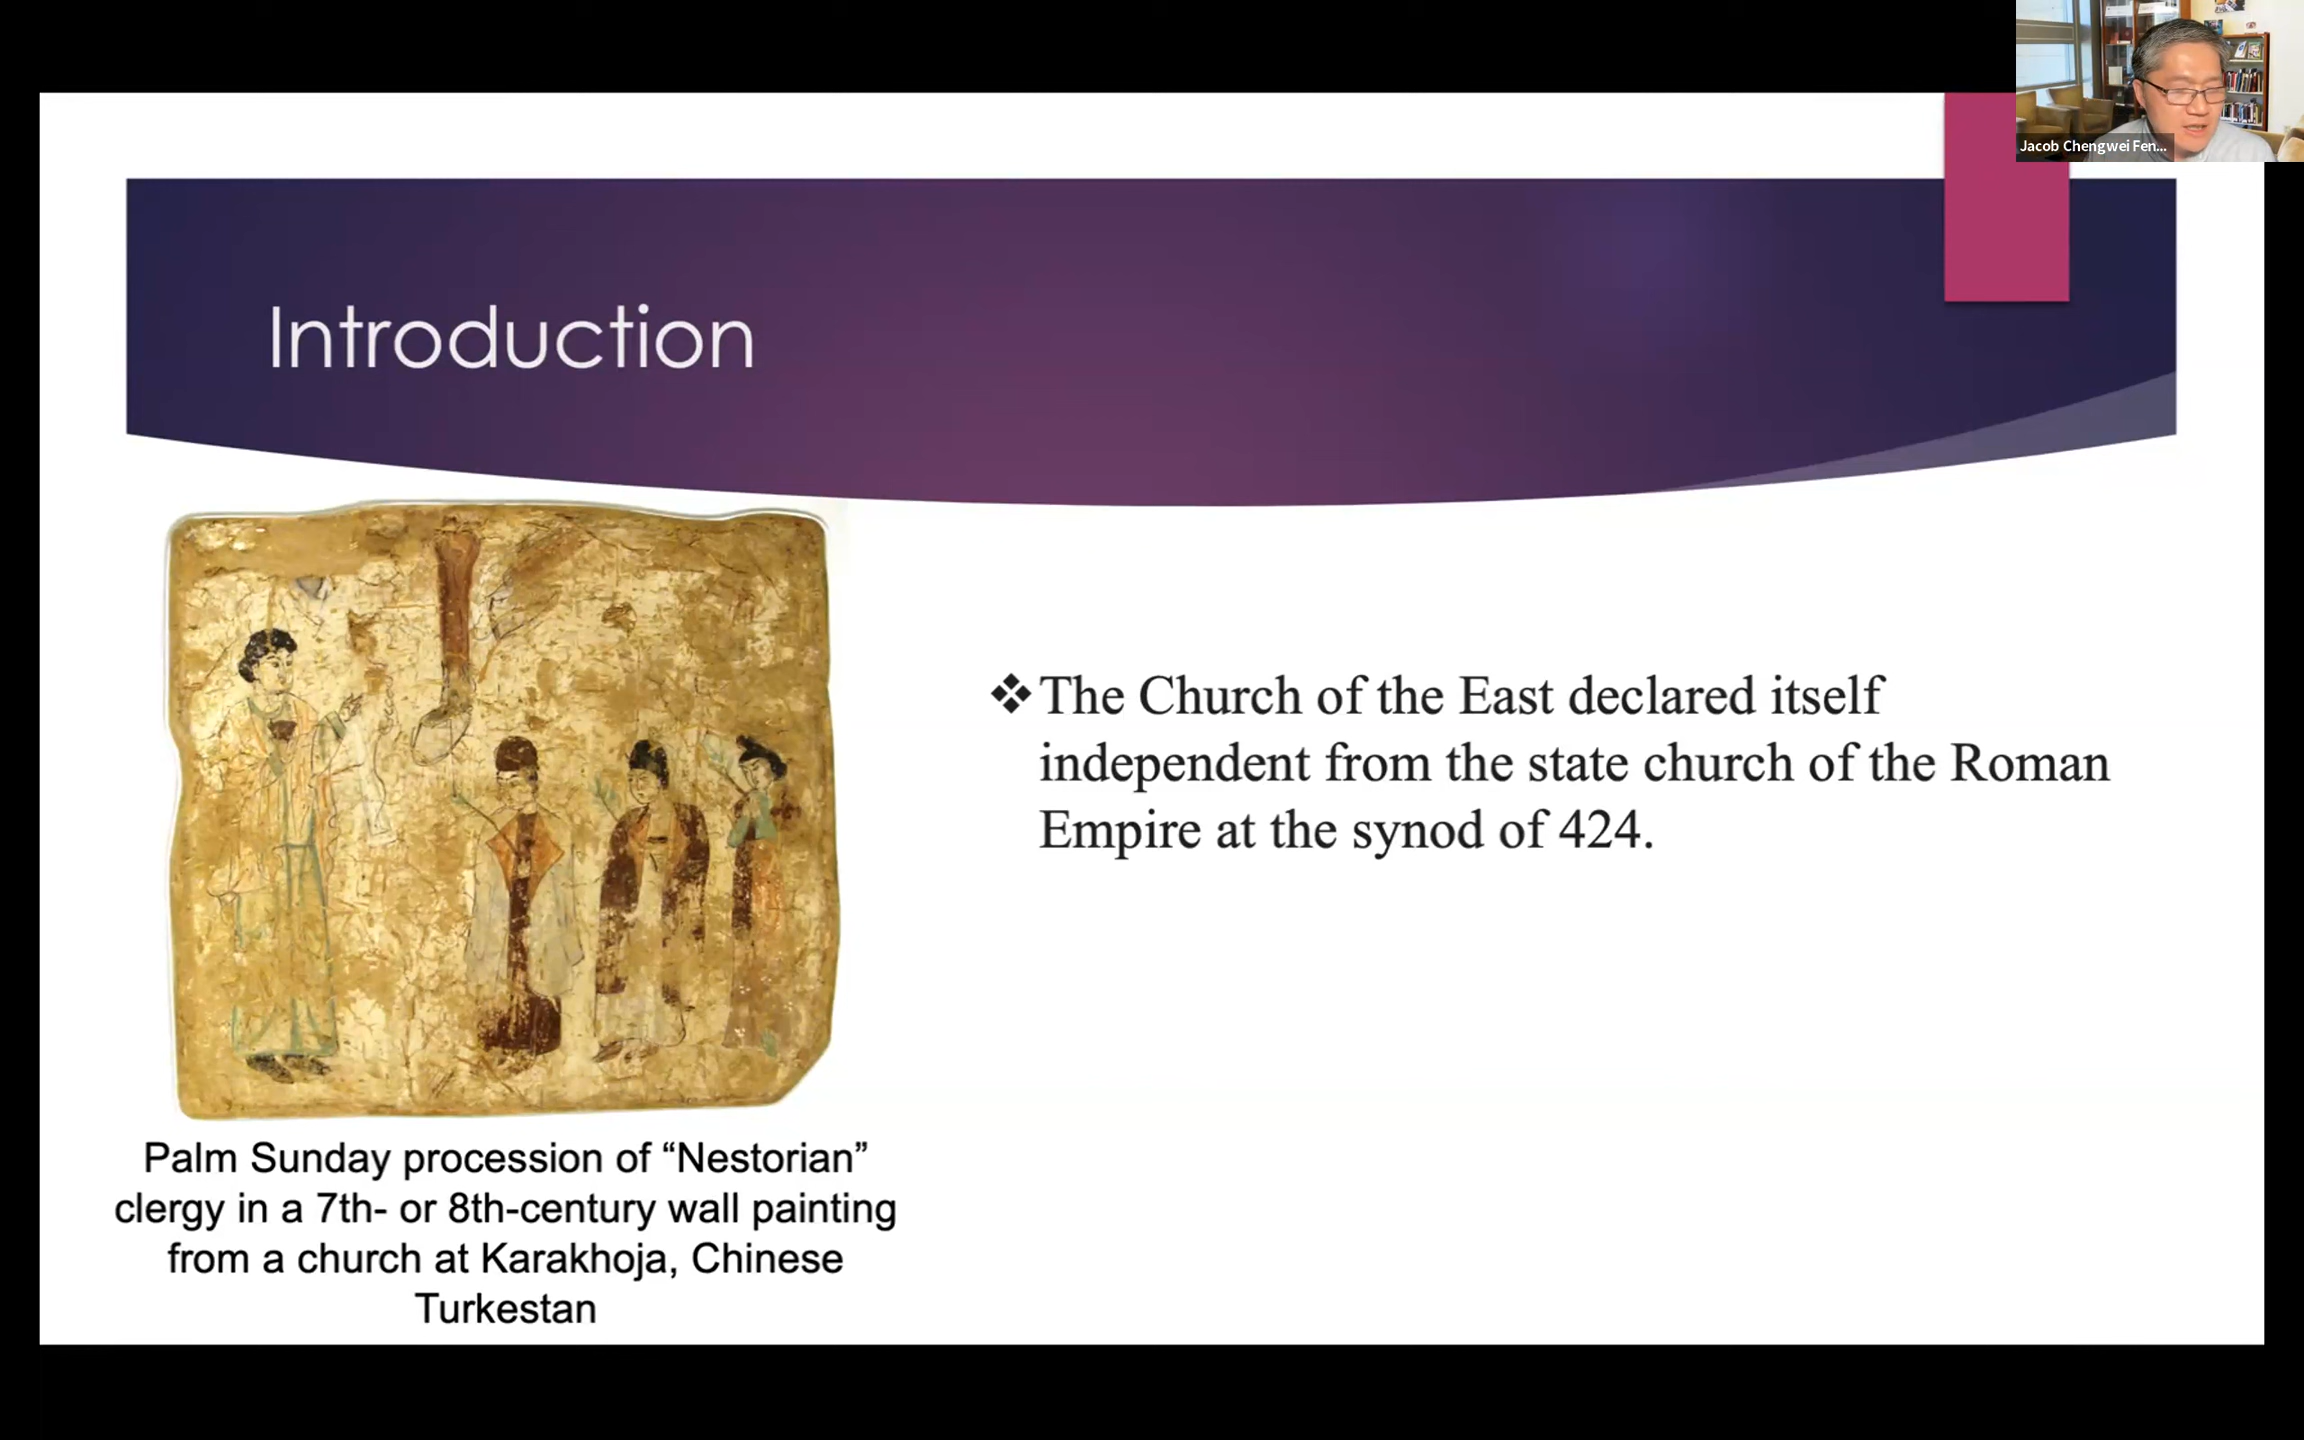 Jacob Chengwei Fen...
Introduction
❖The Church of the East declared itself
independent from the state church of the Roman
Empire at the synod of 424.
Palm Sunday procession of “Nestorian”
clergy in a 7th- or 8th-century wall painting
from a church at Karakhoja, Chinese
Turkestan